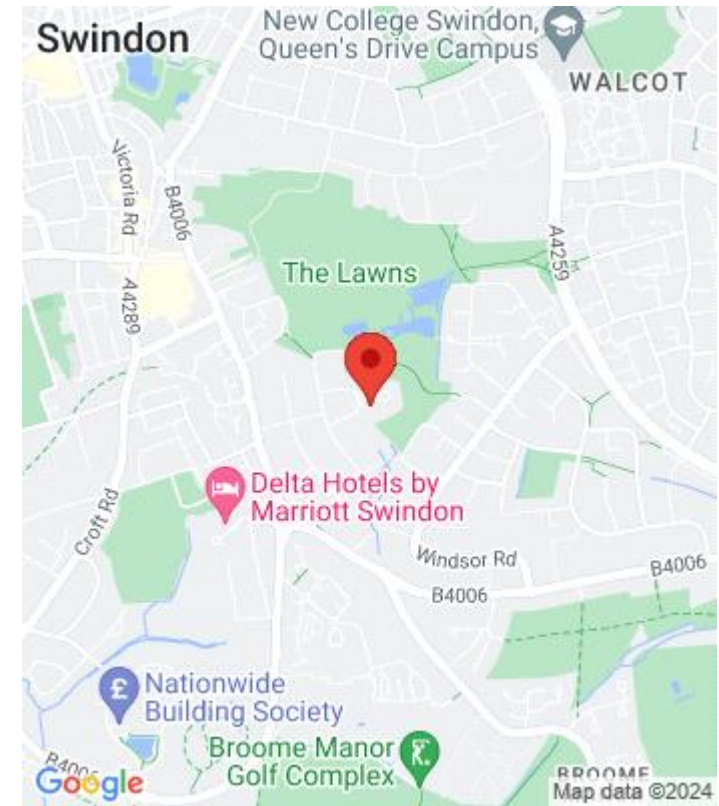 New College Swindon,
Queen's Drive Campus
Swindon
WALCOT
Victoria Rd
B4006
A4259
The Lawns
A4289
Delta Hotels by
Marriott Swindon
Croft Rd
Windsor Rd
B4006
B4006
£
Nationwide
Building Society
Broome Manor
Golf Complex
BROOME
Google
Map data ©2024